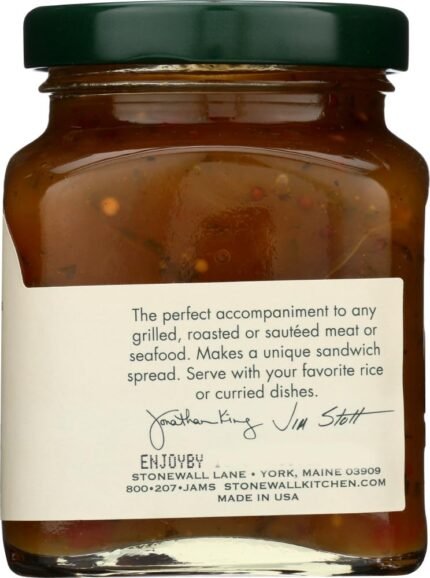 The perfect accompaniment to any
grilled, roasted or sautéed meat or
seafood. Makes a unique sandwich
spread. Serve with your favorite rice
or curried dishes.
Jonathan King Jim Stott
ENJOYBY
STONEWALL LANE • YORK, MAINE 03909
800•207•JAMS STONEWALLKITCHEN.COM
MADE IN USA